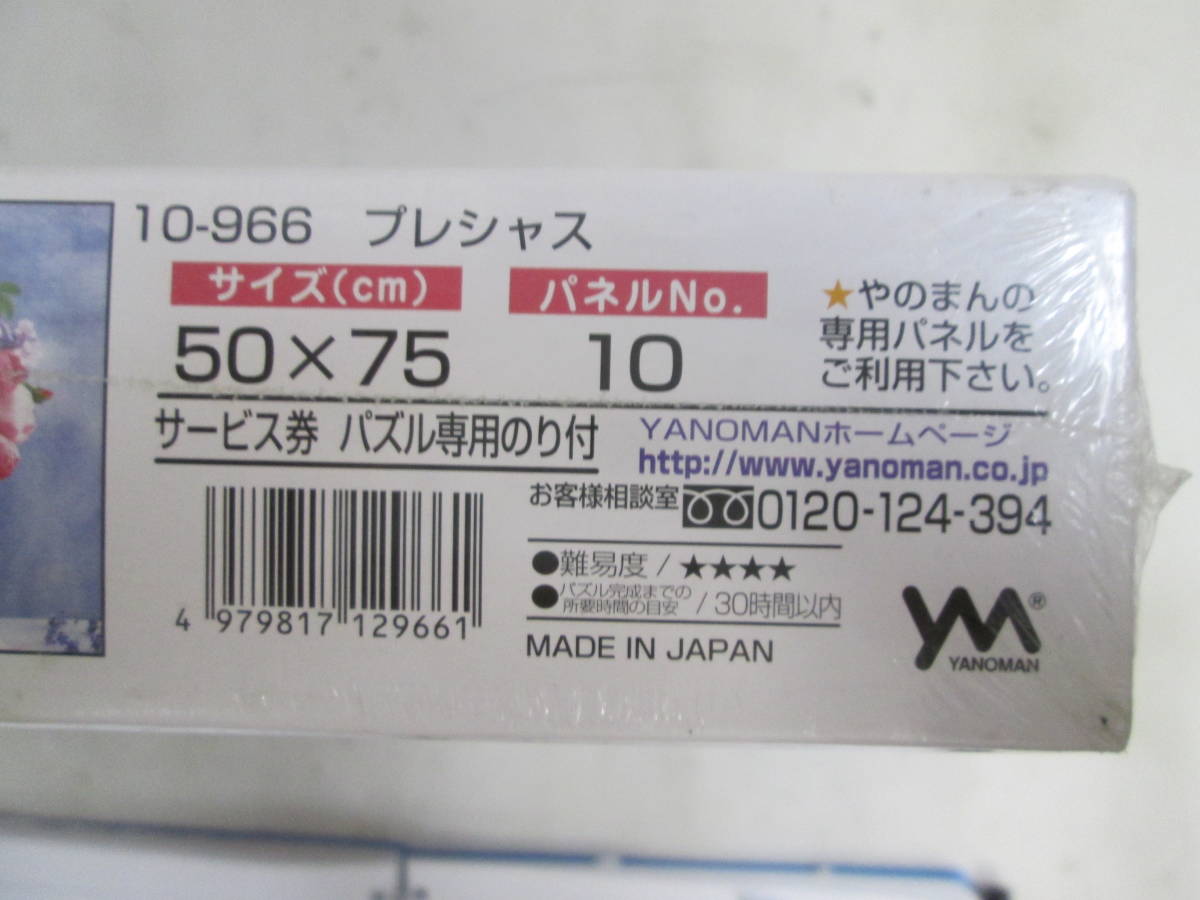 10-966 プレシャス
サイズ(cm)
50×75
パネルNo.
10
★やのまんの
専用パネルを
ご利用下さい。
サービス券 パズル専用のり付
YANOMANホームページ
http://www.yanoman.co.jp
お客様相談室 0120-124-394
●難易度/★★★★
●パズル完成までの
所要時間の目安/30時間以内
MADE IN JAPAN
4 979817 129661
YM®
YANOMAN